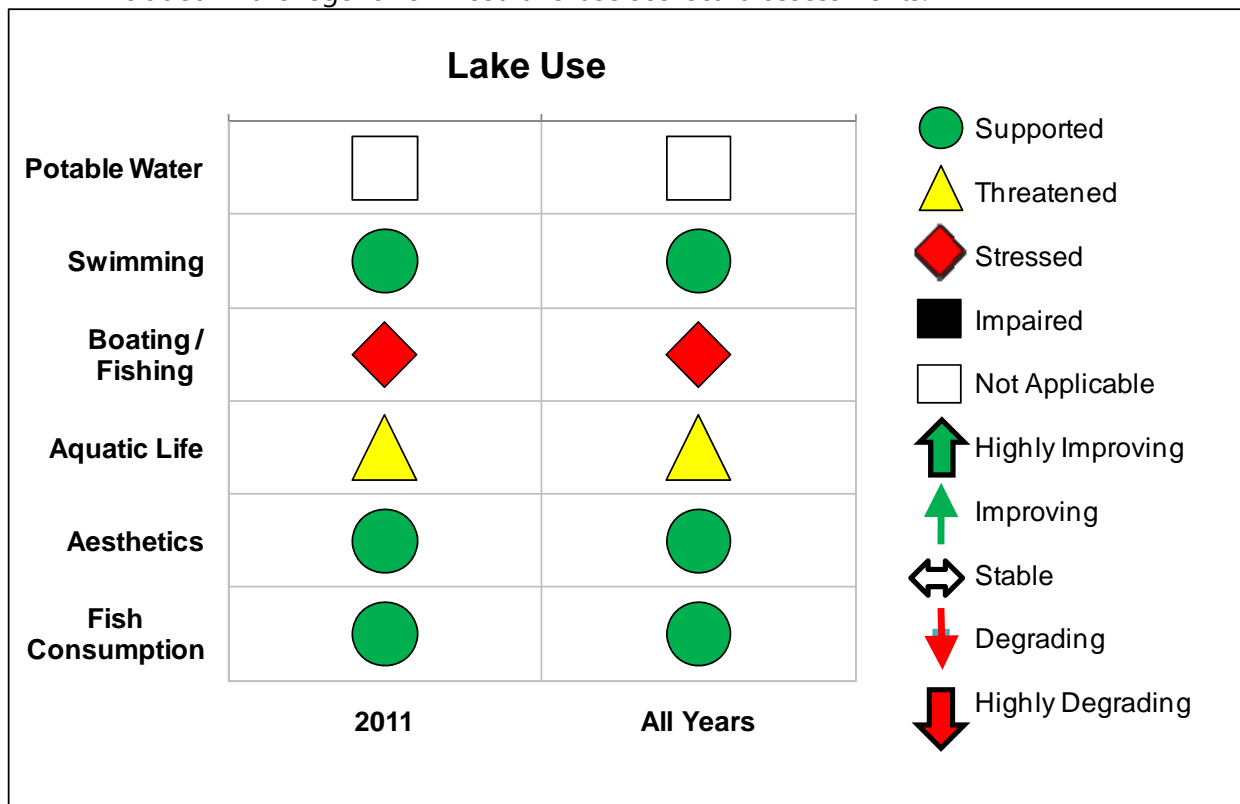 Lake Use
Potable Water
Swimming
Boating /
Fishing
Aquatic Life
Aesthetics
Fish
Consumption
2011
All Years
Supported
Threatened
Stressed
Impaired
Not Applicable
Highly Improving
Improving
Stable
Degrading
Highly Degrading